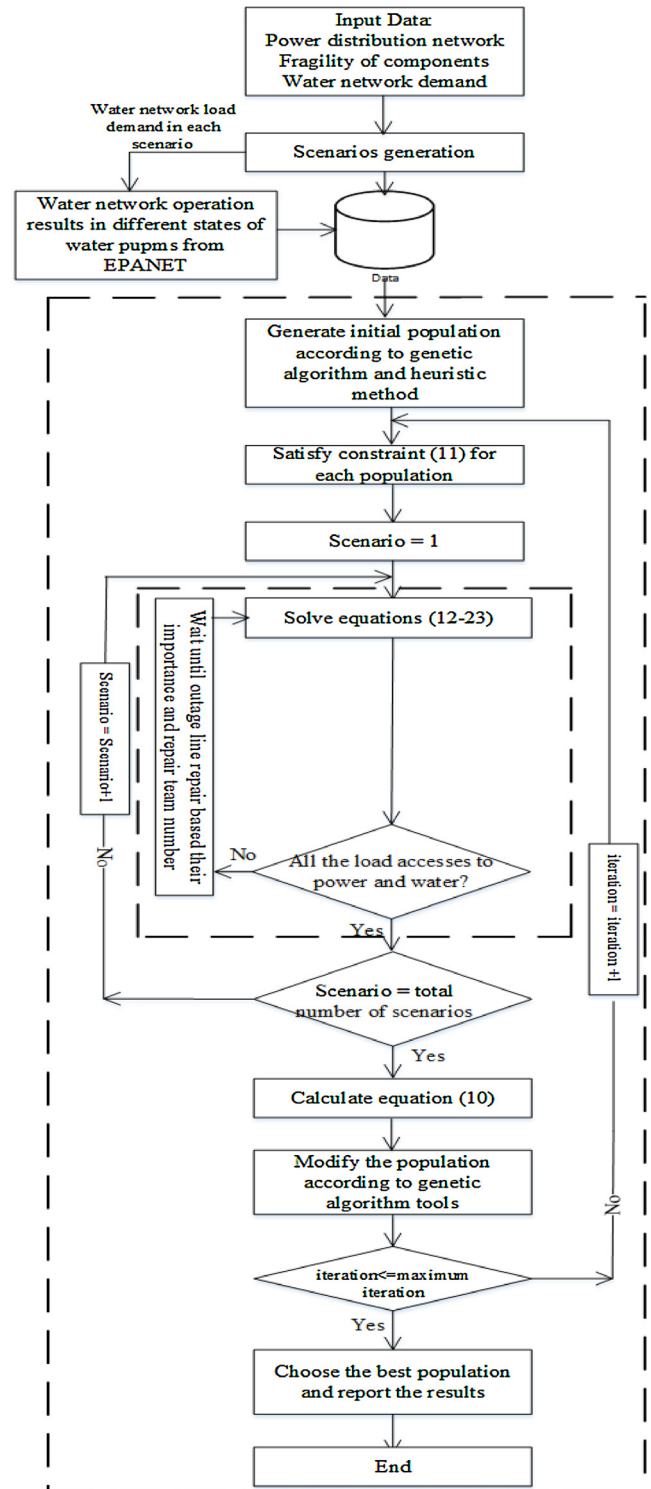 Input Data:
Power distribution network
Fragility of components
Water network demand
Water network load
demand in each
scenario
Scenarios generation
Water network operation
results in different states of
water pupms from
EPANET
Data
Generate initial population
according to genetic
algorithm and heuristic
method
Satisfy constraint (11) for
each population
Scenario = 1
Solve equations (12-23)
Wait until outage line repair based their
importance and repair team number
Scenario = Scenario+1
No
All the load accesses to
power and water?
No
Yes
iteration = iteration +1
Scenario = total
number of scenarios
Yes
Calculate equation (10)
Modify the population
according to genetic
algorithm tools
No
iteration<=maximum
iteration
Yes
Choose the best population
and report the results
End